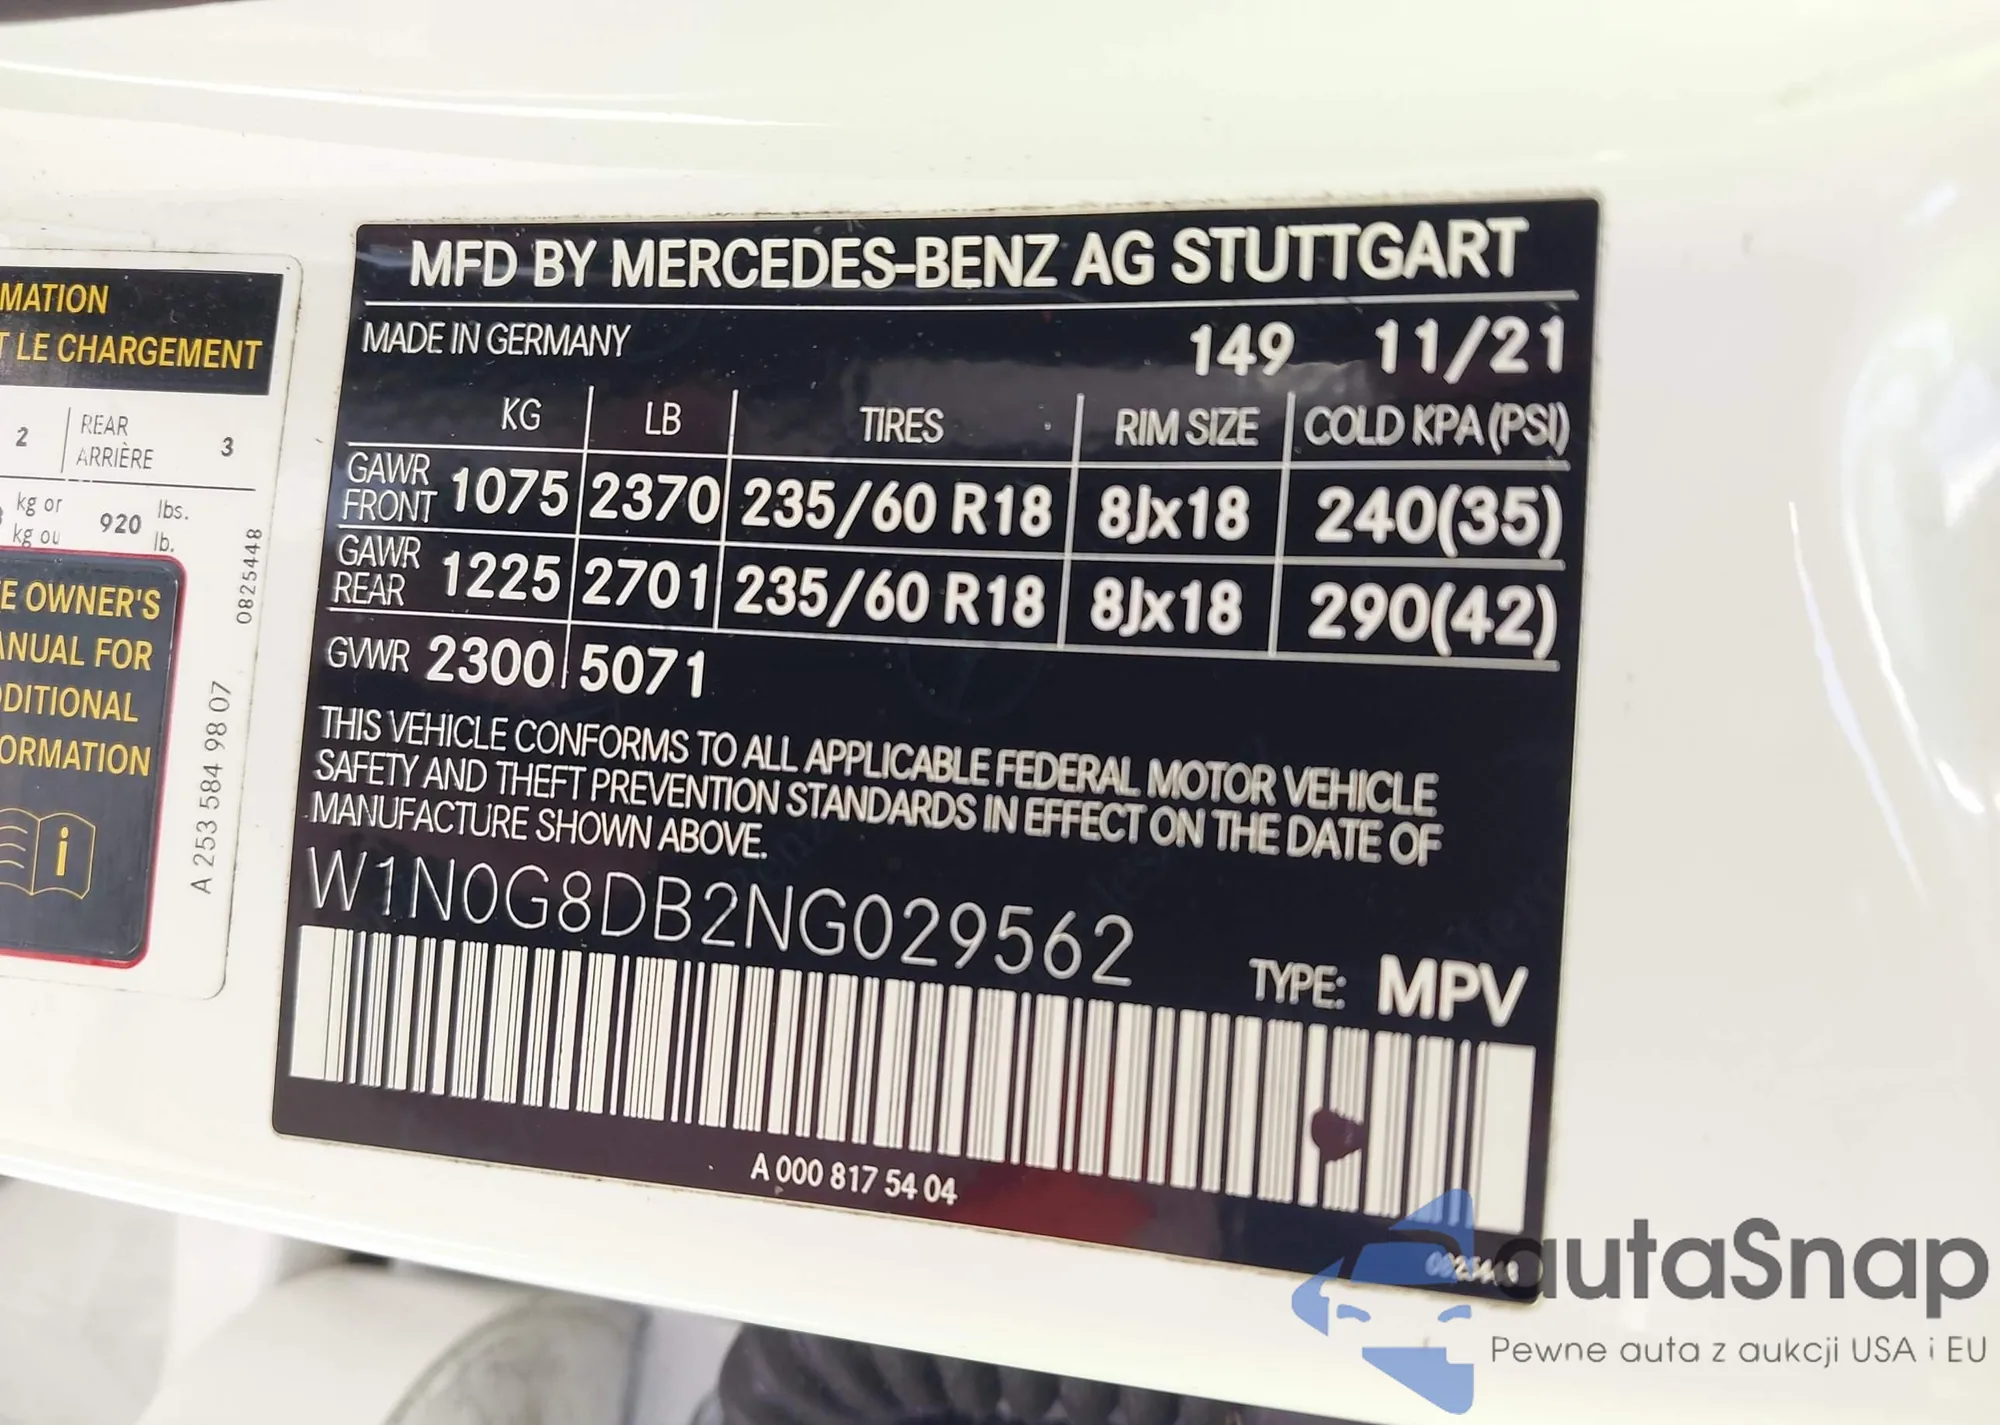 MATION
T LE CHARGEMENT
2 REAR 3
ARRIÈRE
kg or 920 lbs.
kg ou lb.
E OWNER'S
ANUAL FOR
DDITIONAL
ORMATION
i
0825448
A 253 584 98 07
MFD BY MERCEDES-BENZ AG STUTTGART
MADE IN GERMANY 149 11/21
KG LB TIRES RIM SIZE COLD KPA (PSI)
GAWR FRONT 1075 2370 235/60 R18 8Jx18 240(35)
GAWR REAR 1225 2701 235/60 R18 8Jx18 290(42)
GVWR 2300 5071
THIS VEHICLE CONFORMS TO ALL APPLICABLE FEDERAL MOTOR VEHICLE
SAFETY AND THEFT PREVENTION STANDARDS IN EFFECT ON THE DATE OF
MANUFACTURE SHOWN ABOVE.
W1N0G8DB2NG029562
TYPE: MPV
A 000 817 54 04
0825448
autaSnap
Pewne auta z aukcji USA i EU